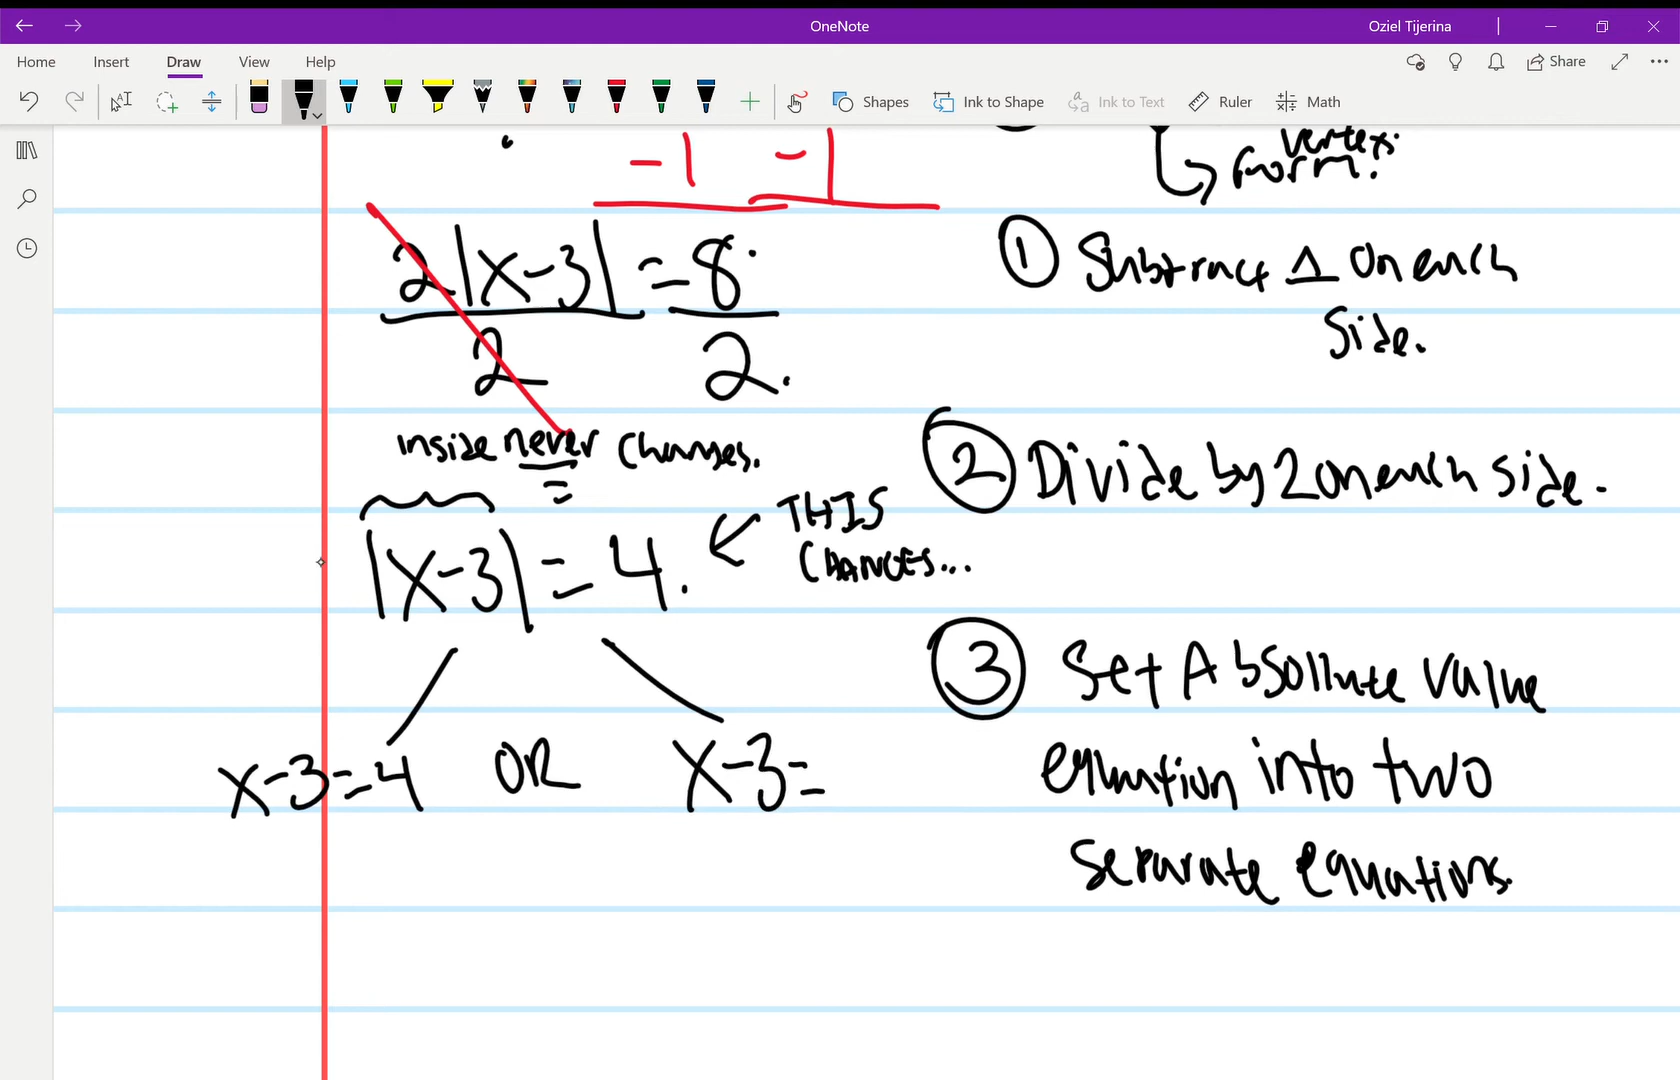 OneNote
Oziel Tijerina
Home Insert Draw View Help
Share
Shapes
Ink to Shape
Ink to Text
Ruler
Math
-1 -1
vertex
form.
2|x-3| = 8
2 2.
① Subtract 1 on each
Side.
inside never changes.
② Divide by 2 on each side.
|x-3| = 4.
THIS
CHANGES...
③ Set Absolute value
equation into two
separate equations.
x-3=4 OR x-3=